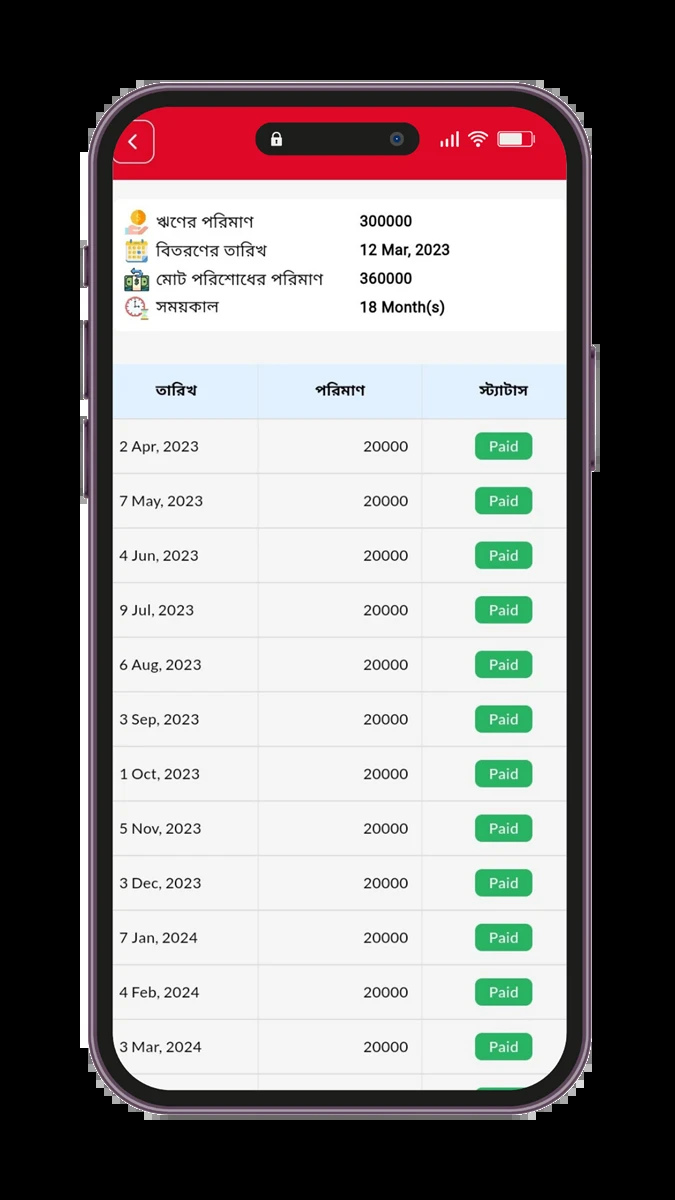 ঋণের পরিমাণ 300000
বিতরণের তারিখ 12 Mar, 2023
মোট পরিশোধের পরিমাণ 360000
সময়কাল 18 Month(s)
তারিখ পরিমাণ স্ট্যাটাস
2 Apr, 2023 20000 Paid
7 May, 2023 20000 Paid
4 Jun, 2023 20000 Paid
9 Jul, 2023 20000 Paid
6 Aug, 2023 20000 Paid
3 Sep, 2023 20000 Paid
1 Oct, 2023 20000 Paid
5 Nov, 2023 20000 Paid
3 Dec, 2023 20000 Paid
7 Jan, 2024 20000 Paid
4 Feb, 2024 20000 Paid
3 Mar, 2024 20000 Paid